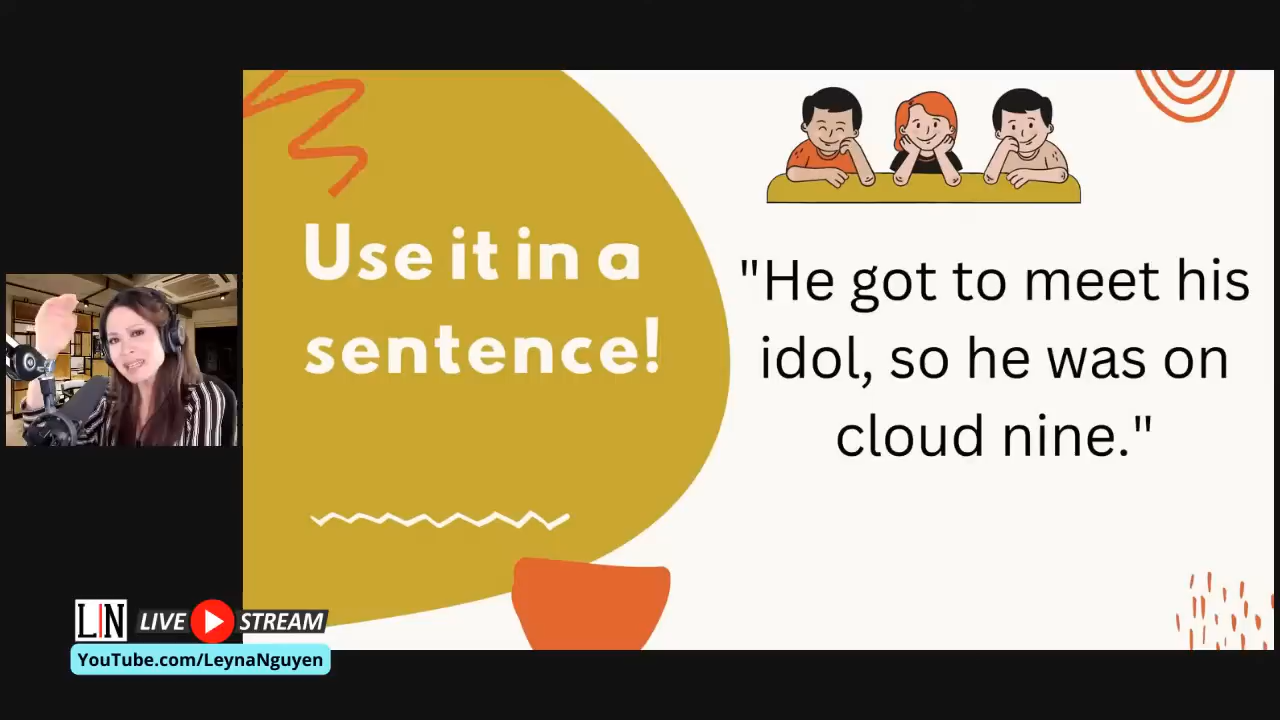 Use it in a
sentence!
"He got to meet his
idol, so he was on
cloud nine."
LIN LIVE STREAM
YouTube.com/LeynaNguyen